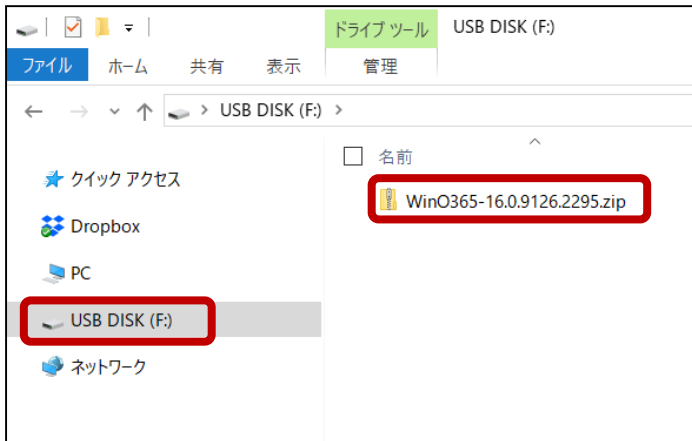 ドライブ ツール USB DISK (F:)
ファイル ホーム 共有 表示 管理
USB DISK (F:)
名前
クイック アクセス
WinO365-16.0.9126.2295.zip
Dropbox
PC
USB DISK (F:)
ネットワーク